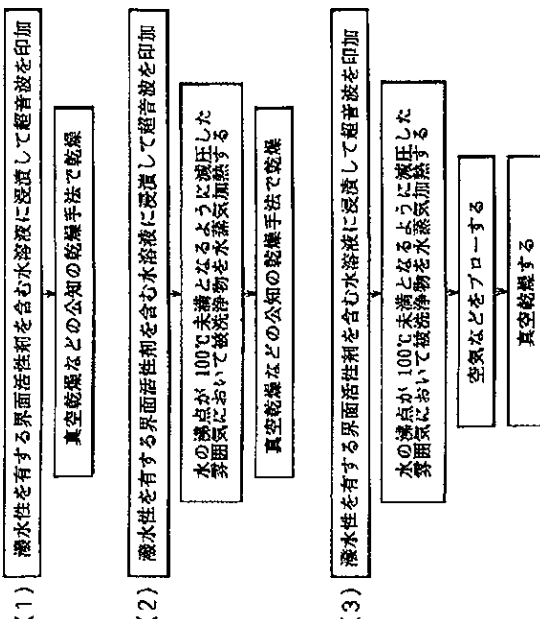 (1)
潑水性を有する界面活性剤を含む水溶液に浸漬して超音波を印加
真空乾燥などの公知の乾燥手法で乾燥
(2)
潑水性を有する界面活性剤を含む水溶液に浸漬して超音波を印加
水の沸点が 100℃未満となるように減圧した
雰囲気において被洗浄物を水蒸気加熱する
真空乾燥などの公知の乾燥手法で乾燥
(3)
潑水性を有する界面活性剤を含む水溶液に浸漬して超音波を印加
水の沸点が 100℃未満となるように減圧した
雰囲気において被洗浄物を水蒸気加熱する
空気などをブローする
真空乾燥する